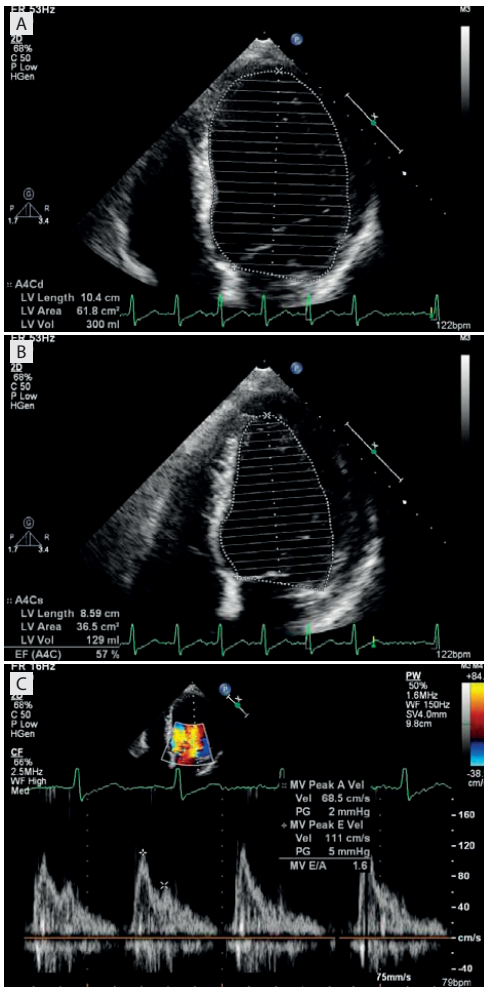 A
FR 53Hz
2D
68%
C 50
P Low
HGen
M3
P
G
P R
1.7 3.4
A4Cd
LV Length 10.4 cm
LV Area 61.8 cm²
LV Vol 300 ml
122bpm
B
FR 53Hz
2D
68%
C 50
P Low
HGen
M3
P
G
P R
1.7 3.4
A4Cs
LV Length 8.59 cm
LV Area 36.5 cm²
LV Vol 129 ml
EF (A4C) 57 %
122bpm
C
FR 16Hz
2D
68%
C 50
P Low
HGen
CF
66%
2.5MHz
WF High
Med
P
PW
50%
1.6MHz
WF 150Hz
SV4.0mm
9.8cm
M2 M4
+84.
-38.
cm/s
MV Peak A Vel
Vel 68.5 cm/s
PG 2 mmHg
MV Peak E Vel
Vel 111 cm/s
PG 5 mmHg
MV E/A 1.6
160
120
80
40
cm/s
-40
75mm/s
79bpm